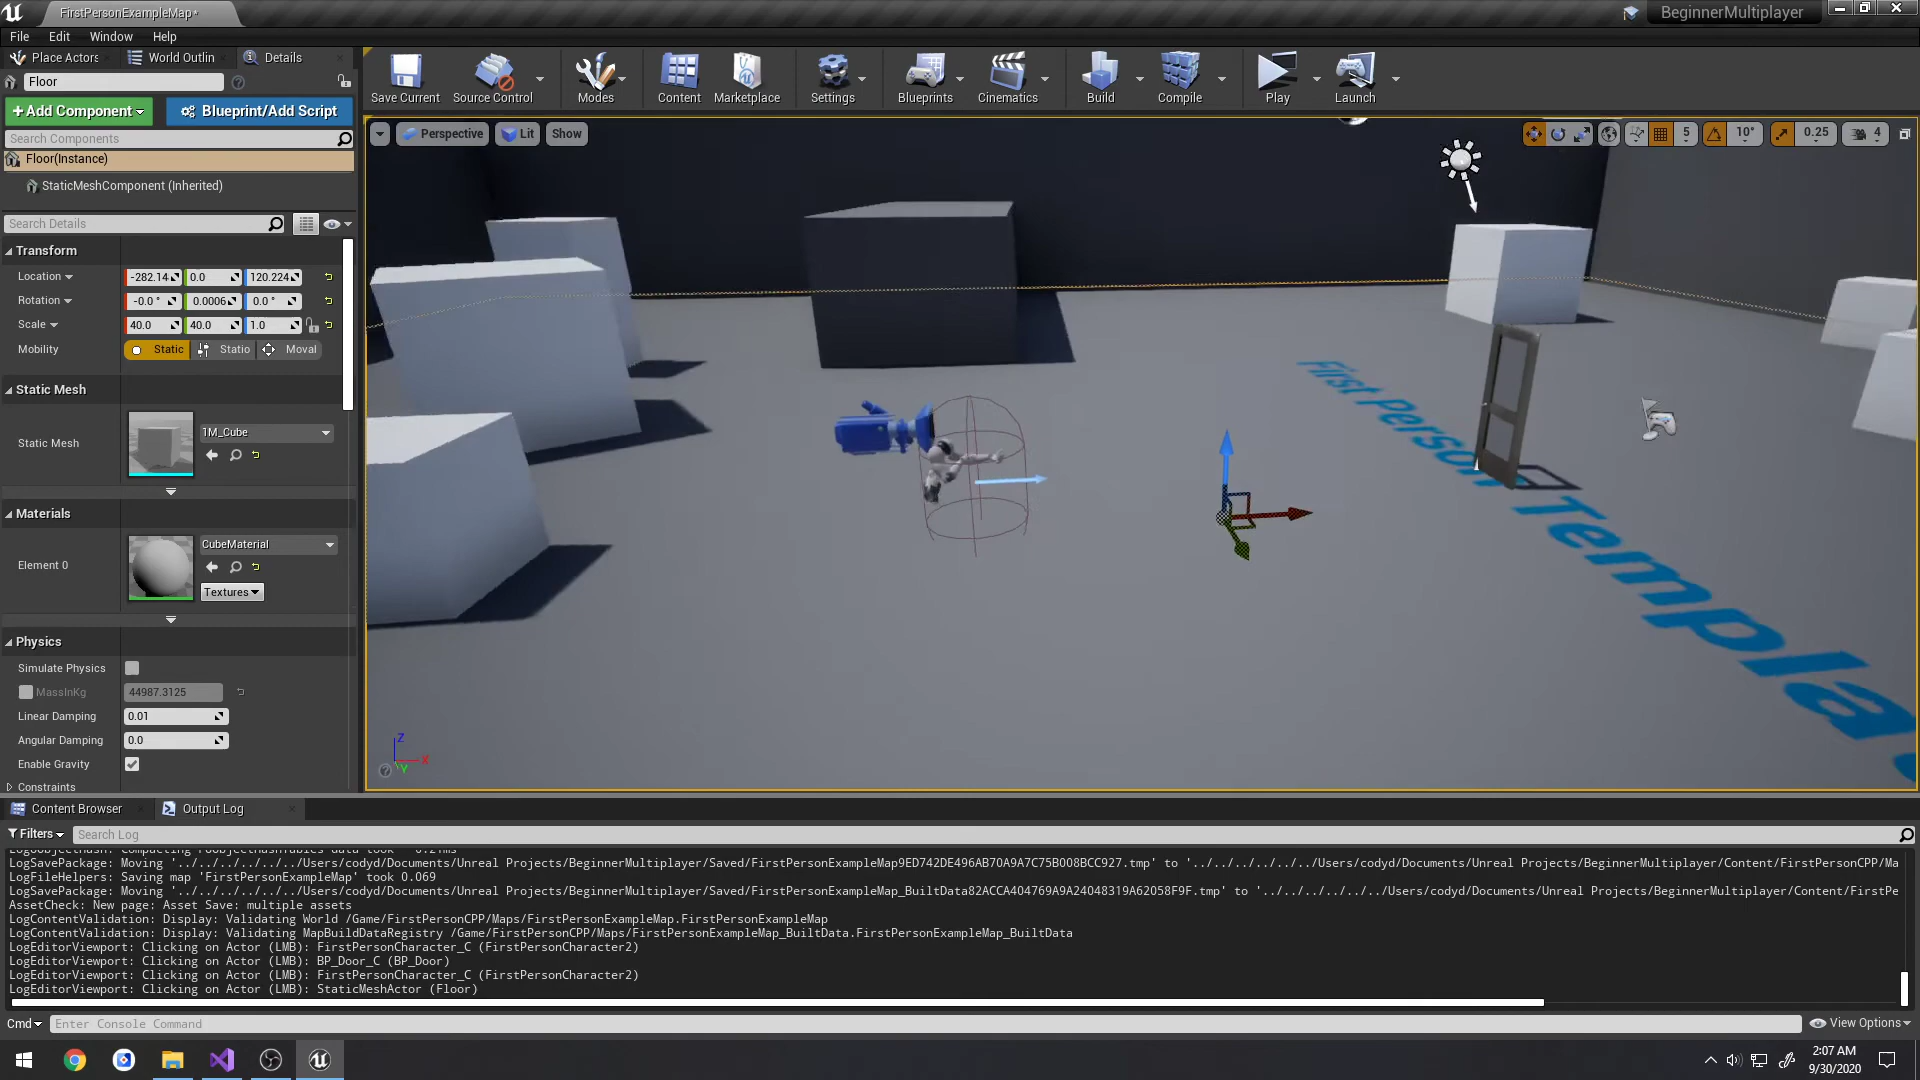 FirstPersonExampleMap*
BeginnerMultiplayer
File Edit Window Help
Place Actors World Outlin Details
Floor
+Add Component Blueprint/Add Script
Search Components
Floor(Instance)
StaticMeshComponent (Inherited)
Search Details
Transform
Location -282.14 0.0 120.224
Rotation -0.0 ° 0.0006 0.0 °
Scale 40.0 40.0 1.0
Mobility Static Statio Moval
Static Mesh
Static Mesh 1M_Cube
Materials
Element 0 CubeMaterial
Textures
Physics
Simulate Physics
MassInKg 44987.3125
Linear Damping 0.01
Angular Damping 0.0
Enable Gravity
Constraints
Save Current Source Control Modes Content Marketplace Settings Blueprints Cinematics Build Compile Play Launch
Perspective Lit Show
5 10° 0.25 4
First Person Template
Z
X
Y
Content Browser Output Log
Filters Search Log
LogSavePackage: Moving '../../../../../../Users/codyd/Documents/Unreal Projects/BeginnerMultiplayer/Saved/FirstPersonExampleMap9ED742DE496AB70A9A7C75B008BCC927.tmp' to '../../../../../../Users/codyd/Documents/Unreal Projects/BeginnerMultiplayer/Content/FirstPersonCPP/Ma
LogFileHelpers: Saving map 'FirstPersonExampleMap' took 0.069
LogSavePackage: Moving '../../../../../../Users/codyd/Documents/Unreal Projects/BeginnerMultiplayer/Saved/FirstPersonExampleMap_BuiltData82ACCA404769A9A24048319A62058F9F.tmp' to '../../../../../../Users/codyd/Documents/Unreal Projects/BeginnerMultiplayer/Content/FirstPe
AssetCheck: New page: Asset Save: multiple assets
LogContentValidation: Display: Validating World /Game/FirstPersonCPP/Maps/FirstPersonExampleMap.FirstPersonExampleMap
LogContentValidation: Display: Validating MapBuildDataRegistry /Game/FirstPersonCPP/Maps/FirstPersonExampleMap_BuiltData.FirstPersonExampleMap_BuiltData
LogEditorViewport: Clicking on Actor (LMB): FirstPersonCharacter_C (FirstPersonCharacter2)
LogEditorViewport: Clicking on Actor (LMB): BP_Door_C (BP_Door)
LogEditorViewport: Clicking on Actor (LMB): FirstPersonCharacter_C (FirstPersonCharacter2)
LogEditorViewport: Clicking on Actor (LMB): StaticMeshActor (Floor)
Cmd Enter Console Command View Options
2:07 AM
9/30/2020